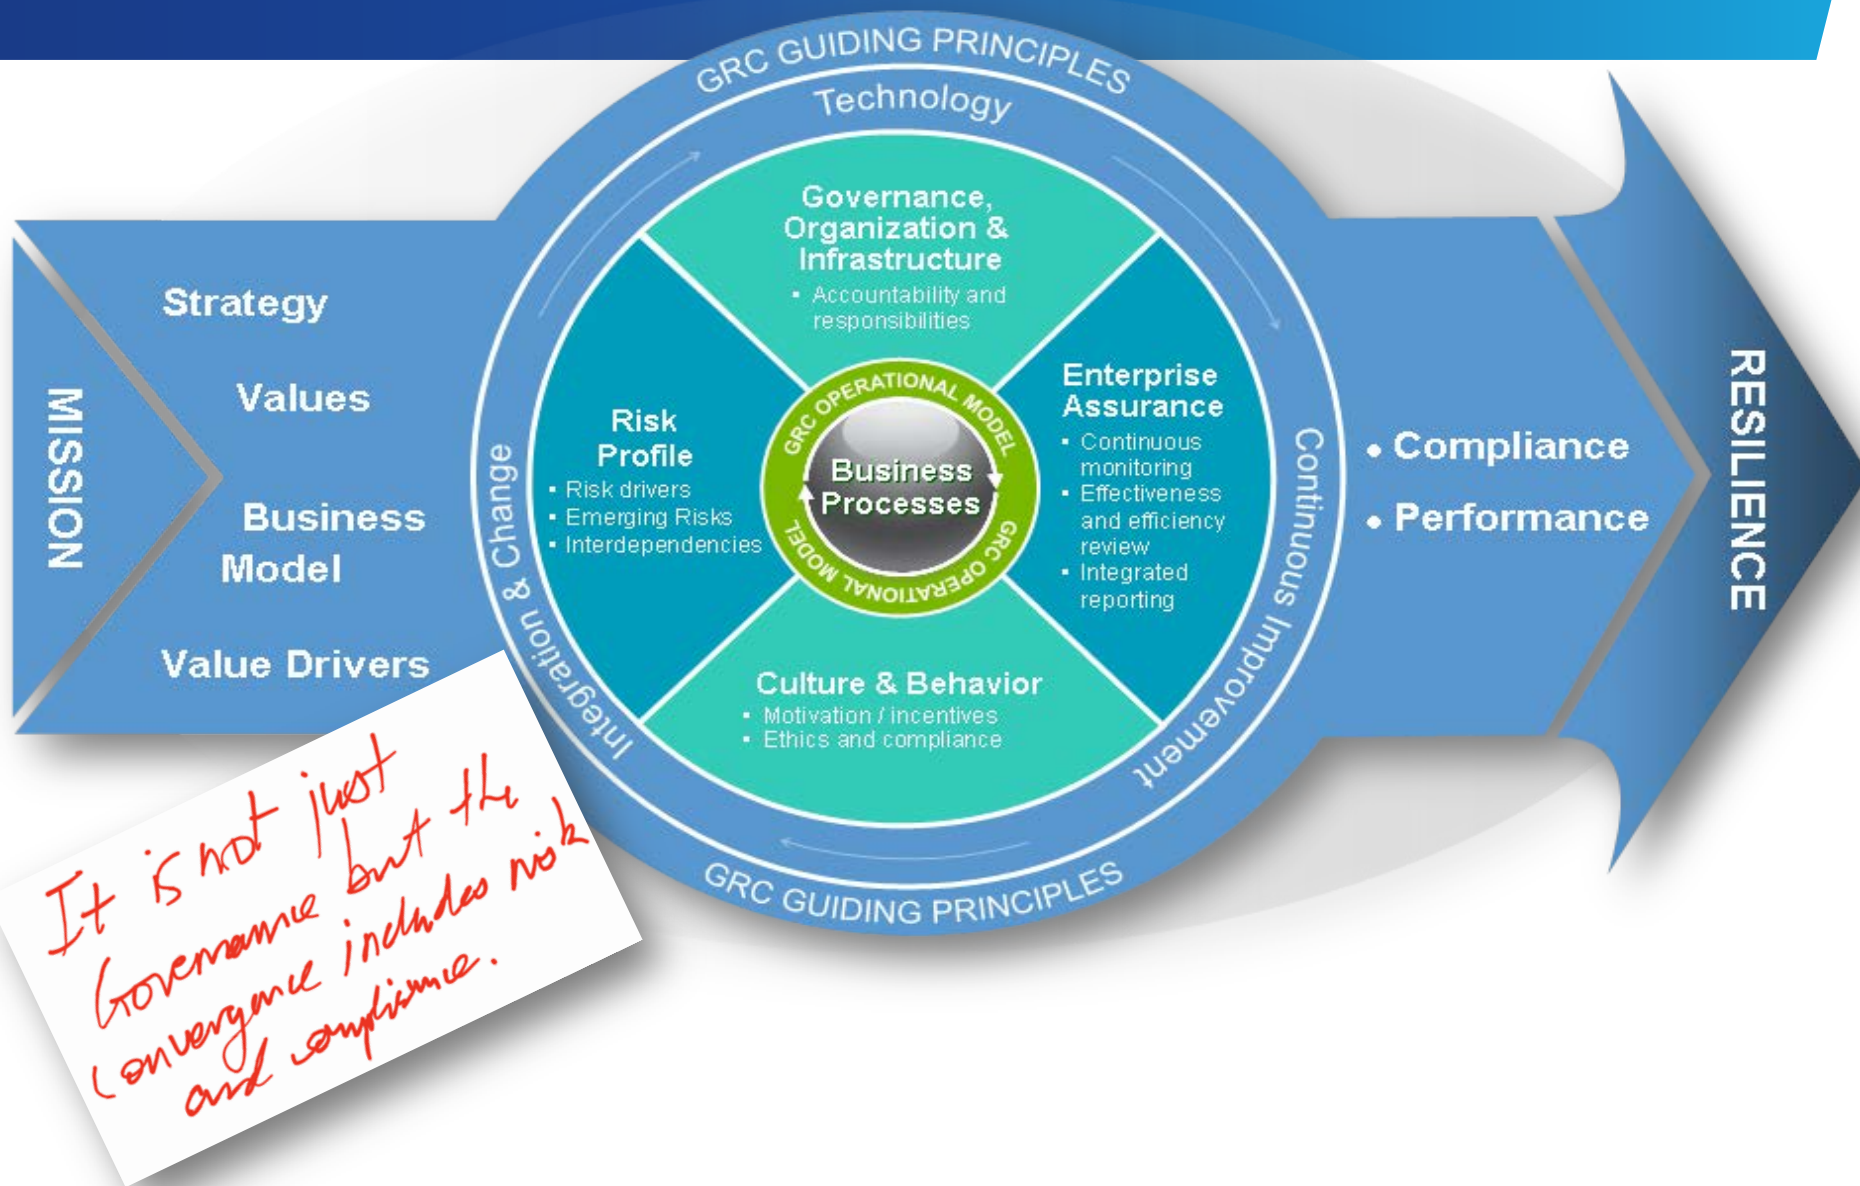 GRC GUIDING PRINCIPLES
Technology
Integration & Change
Continuous Improvement
GRC GUIDING PRINCIPLES
MISSION
Strategy
Values
Business
Model
Value Drivers
Governance,
Organization &
Infrastructure
▪ Accountability and
responsibilities
Risk
Profile
▪ Risk drivers
▪ Emerging Risks
▪ Interdependencies
GRC OPERATIONAL MODEL
Business
Processes
GRC OPERATIONAL MODEL
Enterprise
Assurance
▪ Continuous
monitoring
▪ Effectiveness
and efficiency
review
▪ Integrated
reporting
Culture & Behavior
▪ Motivation / incentives
▪ Ethics and compliance
• Compliance
• Performance
RESILIENCE
It is not just
Governance but the
convergence includes risk
and compliance.